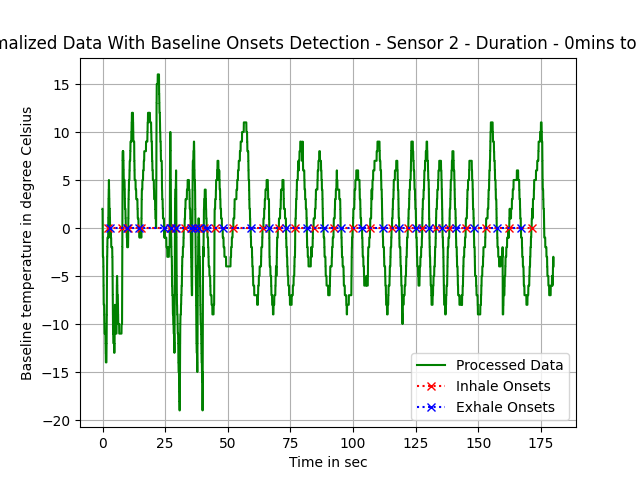 malized Data With Baseline Onsets Detection - Sensor 2 - Duration - 0mins to
Baseline temperature in degree Celsius
15
10
5
0
−5
−10
−15
−20
Processed Data
Inhale Onsets
Exhale Onsets
0 25 50 75 100 125 150 175
Time in sec